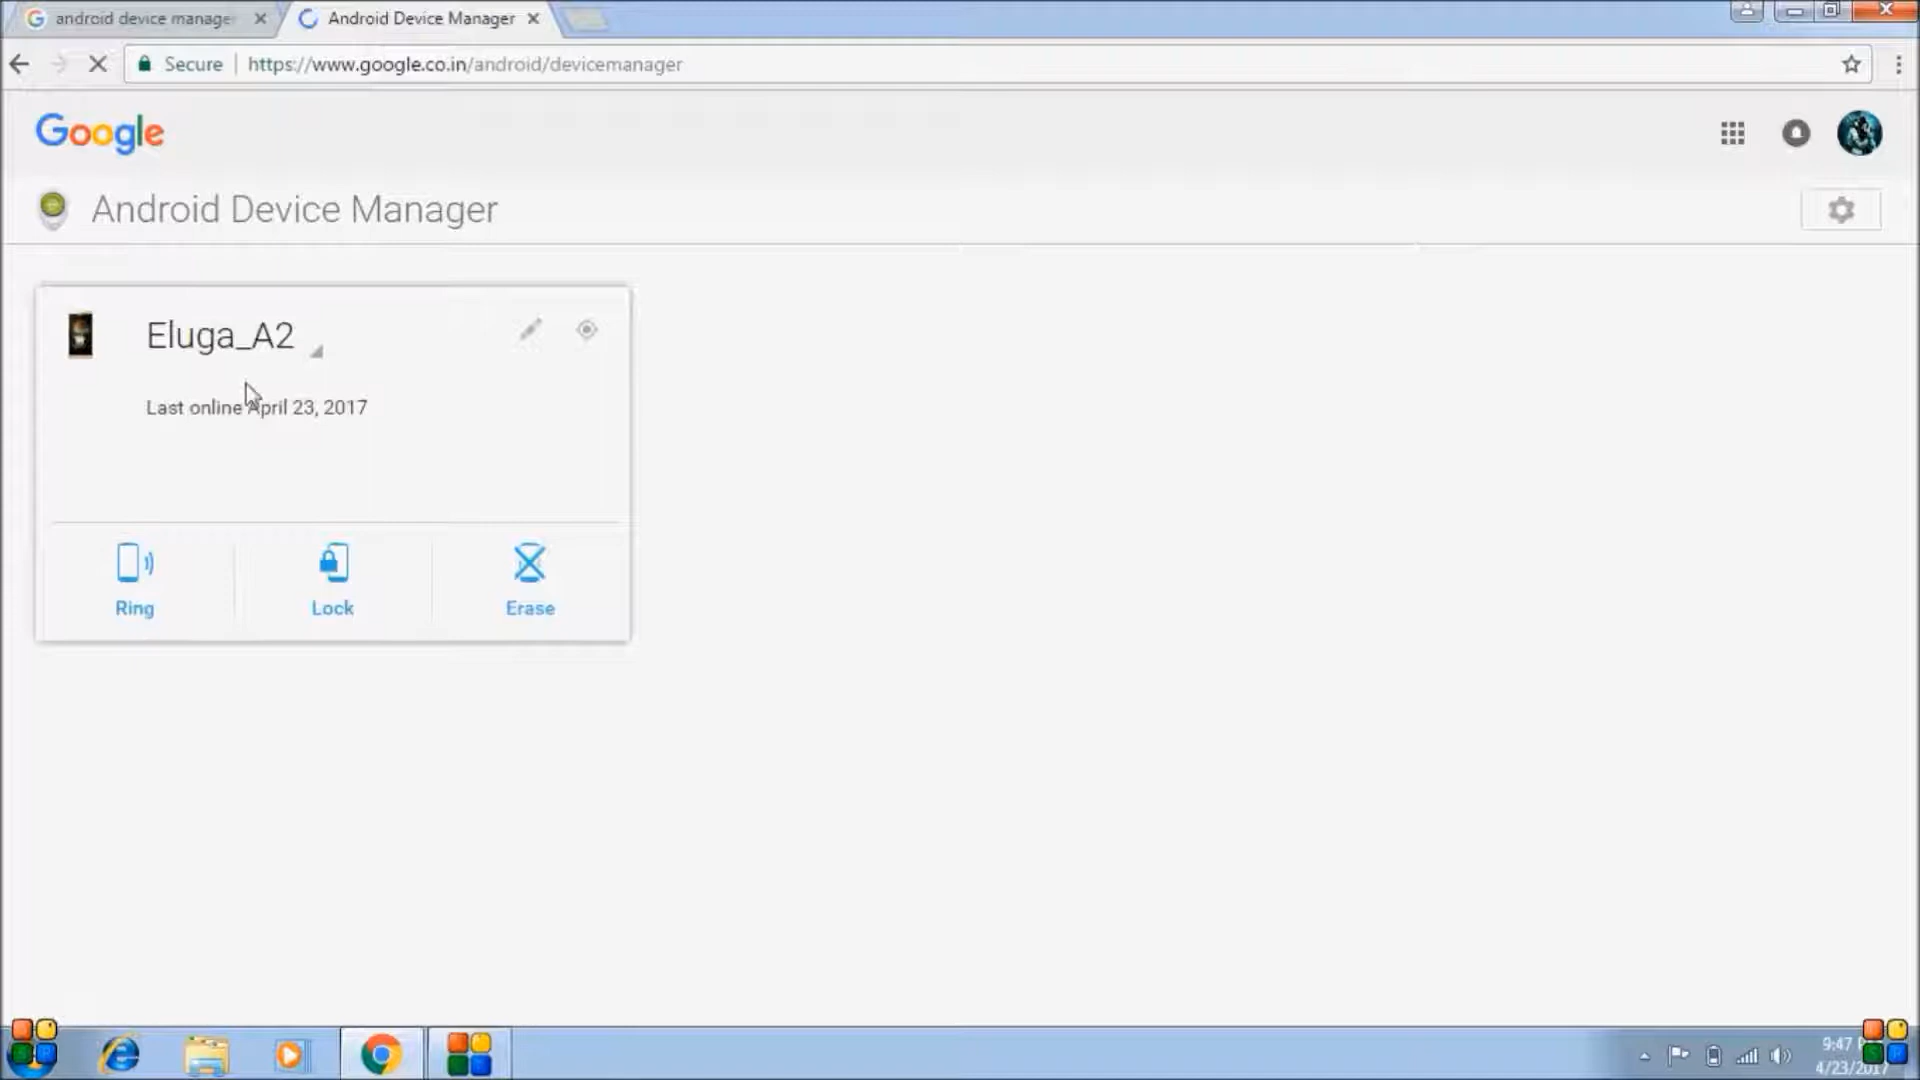 android device manage
Android Device Manager
Secure
https://www.google.co.in/android/devicemanager
Google
Android Device Manager
Eluga_A2
Last online April 23, 2017
Ring
Lock
Erase
9:47
4/23/2017